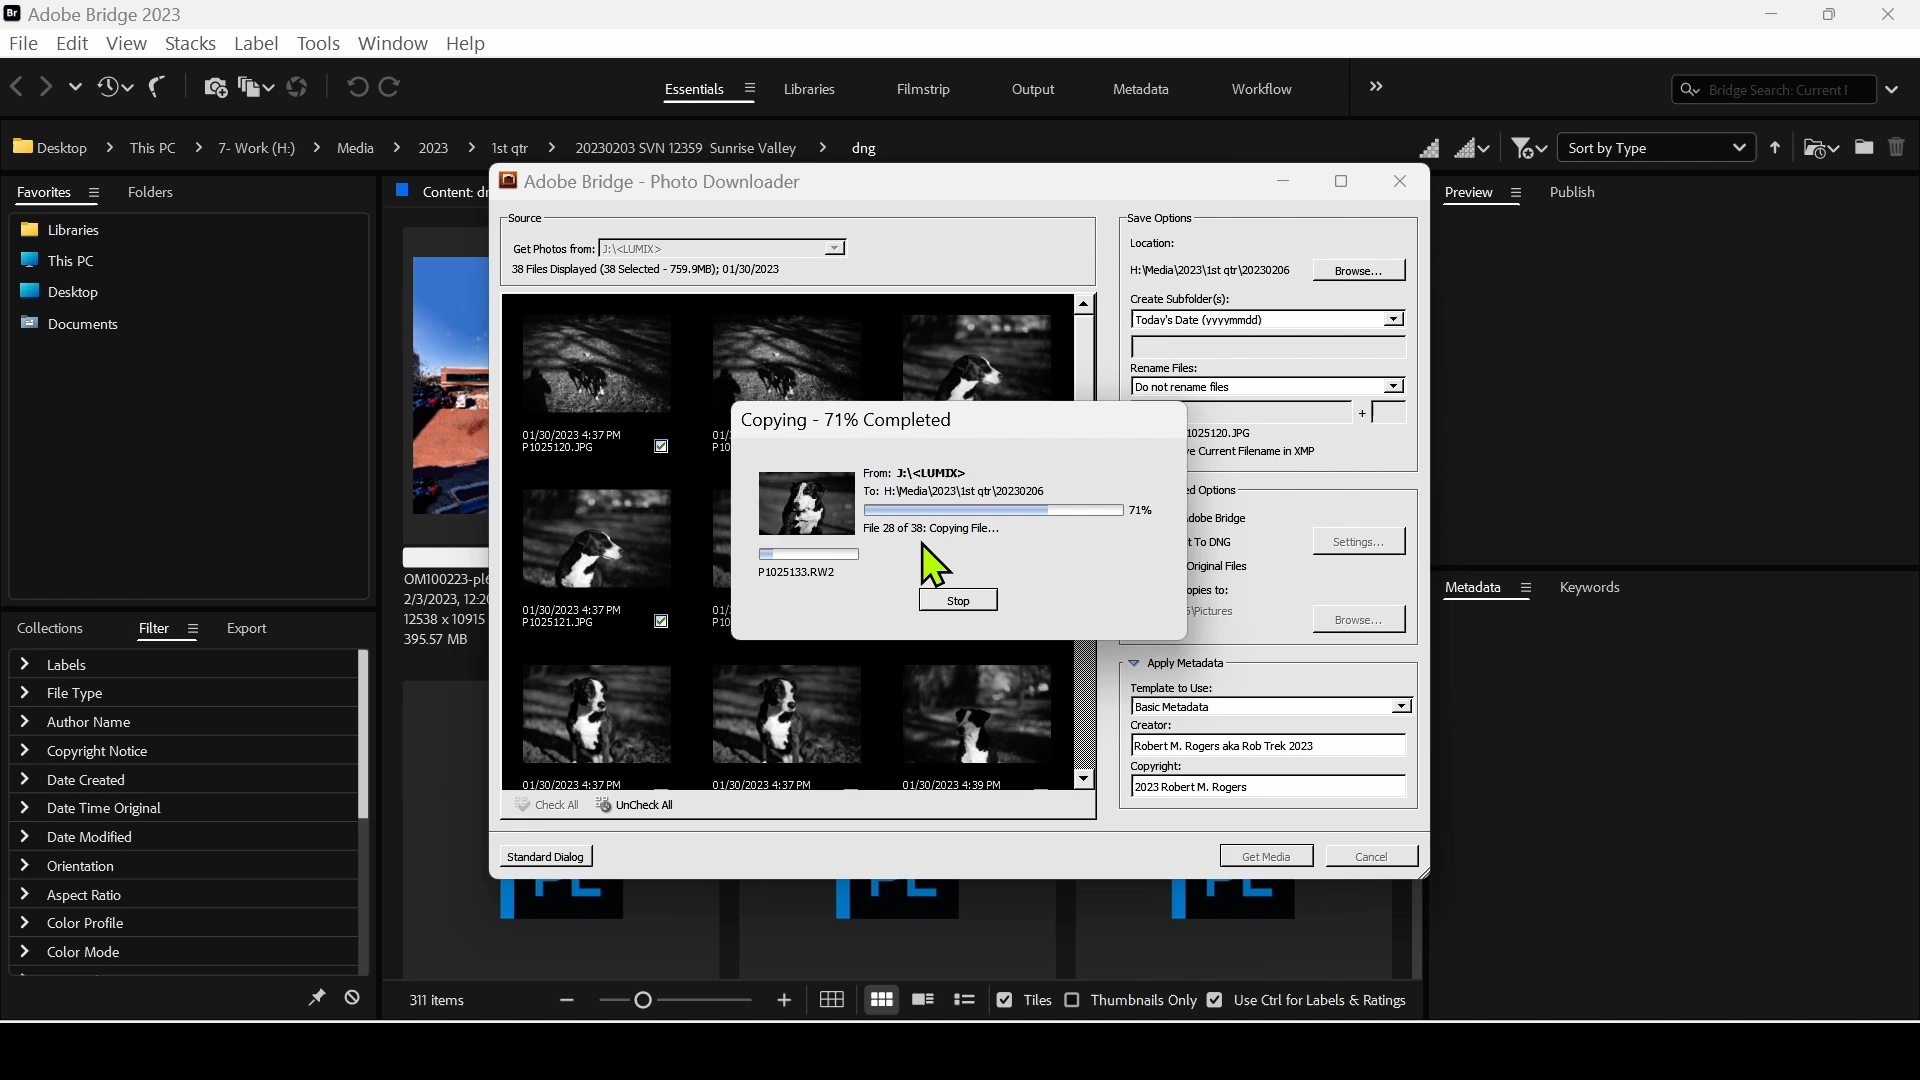 Br Adobe Bridge 2023
File Edit View Stacks Label Tools Window Help
Essentials Libraries Filmstrip Output Metadata Workflow
Bridge Search: Current
Desktop This PC 7- Work (H:) Media 2023 1st qtr 20230203 SVN 12359 Sunrise Valley dng
Sort by Type
Favorites Folders
Libraries
This PC
Desktop
Documents
Collections Filter Export
Labels
File Type
Author Name
Copyright Notice
Date Created
Date Time Original
Date Modified
Orientation
Aspect Ratio
Color Profile
Color Mode
Content:
2/3/2023,
12538 x 10915
395.57 MB
Adobe Bridge - Photo Downloader
Source
Get Photos from: J:\<LUMIX>
38 Files Displayed (38 Selected - 759.9MB); 01/30/2023
01/30/2023 4:37 PM
P1025120.JPG
01/30/2023 4:37 PM
P1025121.JPG
01/30/2023 4:37 PM 01/30/2023 4:37 PM 01/30/2023 4:39 PM
Check All UnCheck All
Standard Dialog
Copying - 71% Completed
From: J:\<LUMIX>
To: H:\Media\2023\1st qtr\20230206
71%
File 28 of 38: Copying File...
P1025133.RW2
Stop
Save Options
Location:
H:\Media\2023\1st qtr\20230206 Browse...
Create Subfolder(s):
Today's Date (yyyymmdd)
Rename Files:
Do not rename files
+
1025120.JPG
Current Filename in XMP
Options
Bridge
To DNG Settings...
Original Files
to:
\Pictures Browse...
Apply Metadata
Template to Use:
Basic Metadata
Creator:
Robert M. Rogers aka Rob Trek 2023
Copyright:
2023 Robert M. Rogers
Get Media Cancel
Preview Publish
Metadata Keywords
311 items
Tiles Thumbnails Only Use Ctrl for Labels & Ratings